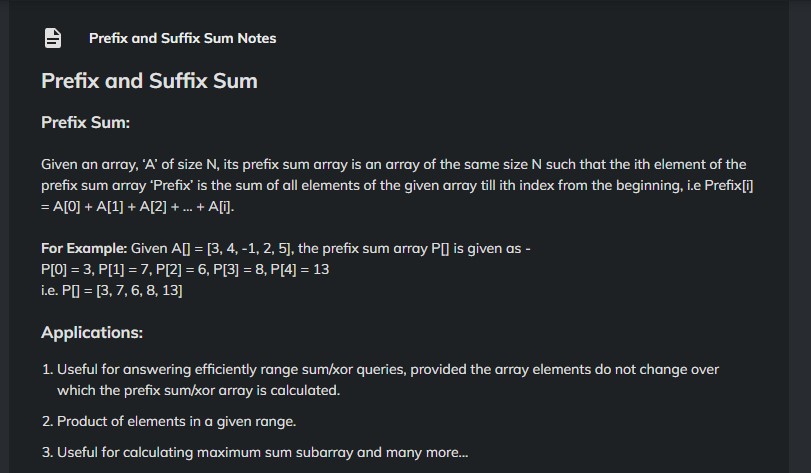 Prefix and Suffix Sum Notes
Prefix and Suffix Sum
Prefix Sum:
Given an array, ‘A’ of size N, its prefix sum array is an array of the same size N such that the ith element of the
prefix sum array ‘Prefix’ is the sum of all elements of the given array till ith index from the beginning, i.e Prefix[i]
= A[0] + A[1] + A[2] + ... + A[i].
For Example: Given A[] = [3, 4, -1, 2, 5], the prefix sum array P[] is given as -
P[0] = 3, P[1] = 7, P[2] = 6, P[3] = 8, P[4] = 13
i.e. P[] = [3, 7, 6, 8, 13]
Applications:
1. Useful for answering efficiently range sum/xor queries, provided the array elements do not change over
which the prefix sum/xor array is calculated.
2. Product of elements in a given range.
3. Useful for calculating maximum sum subarray and many more...